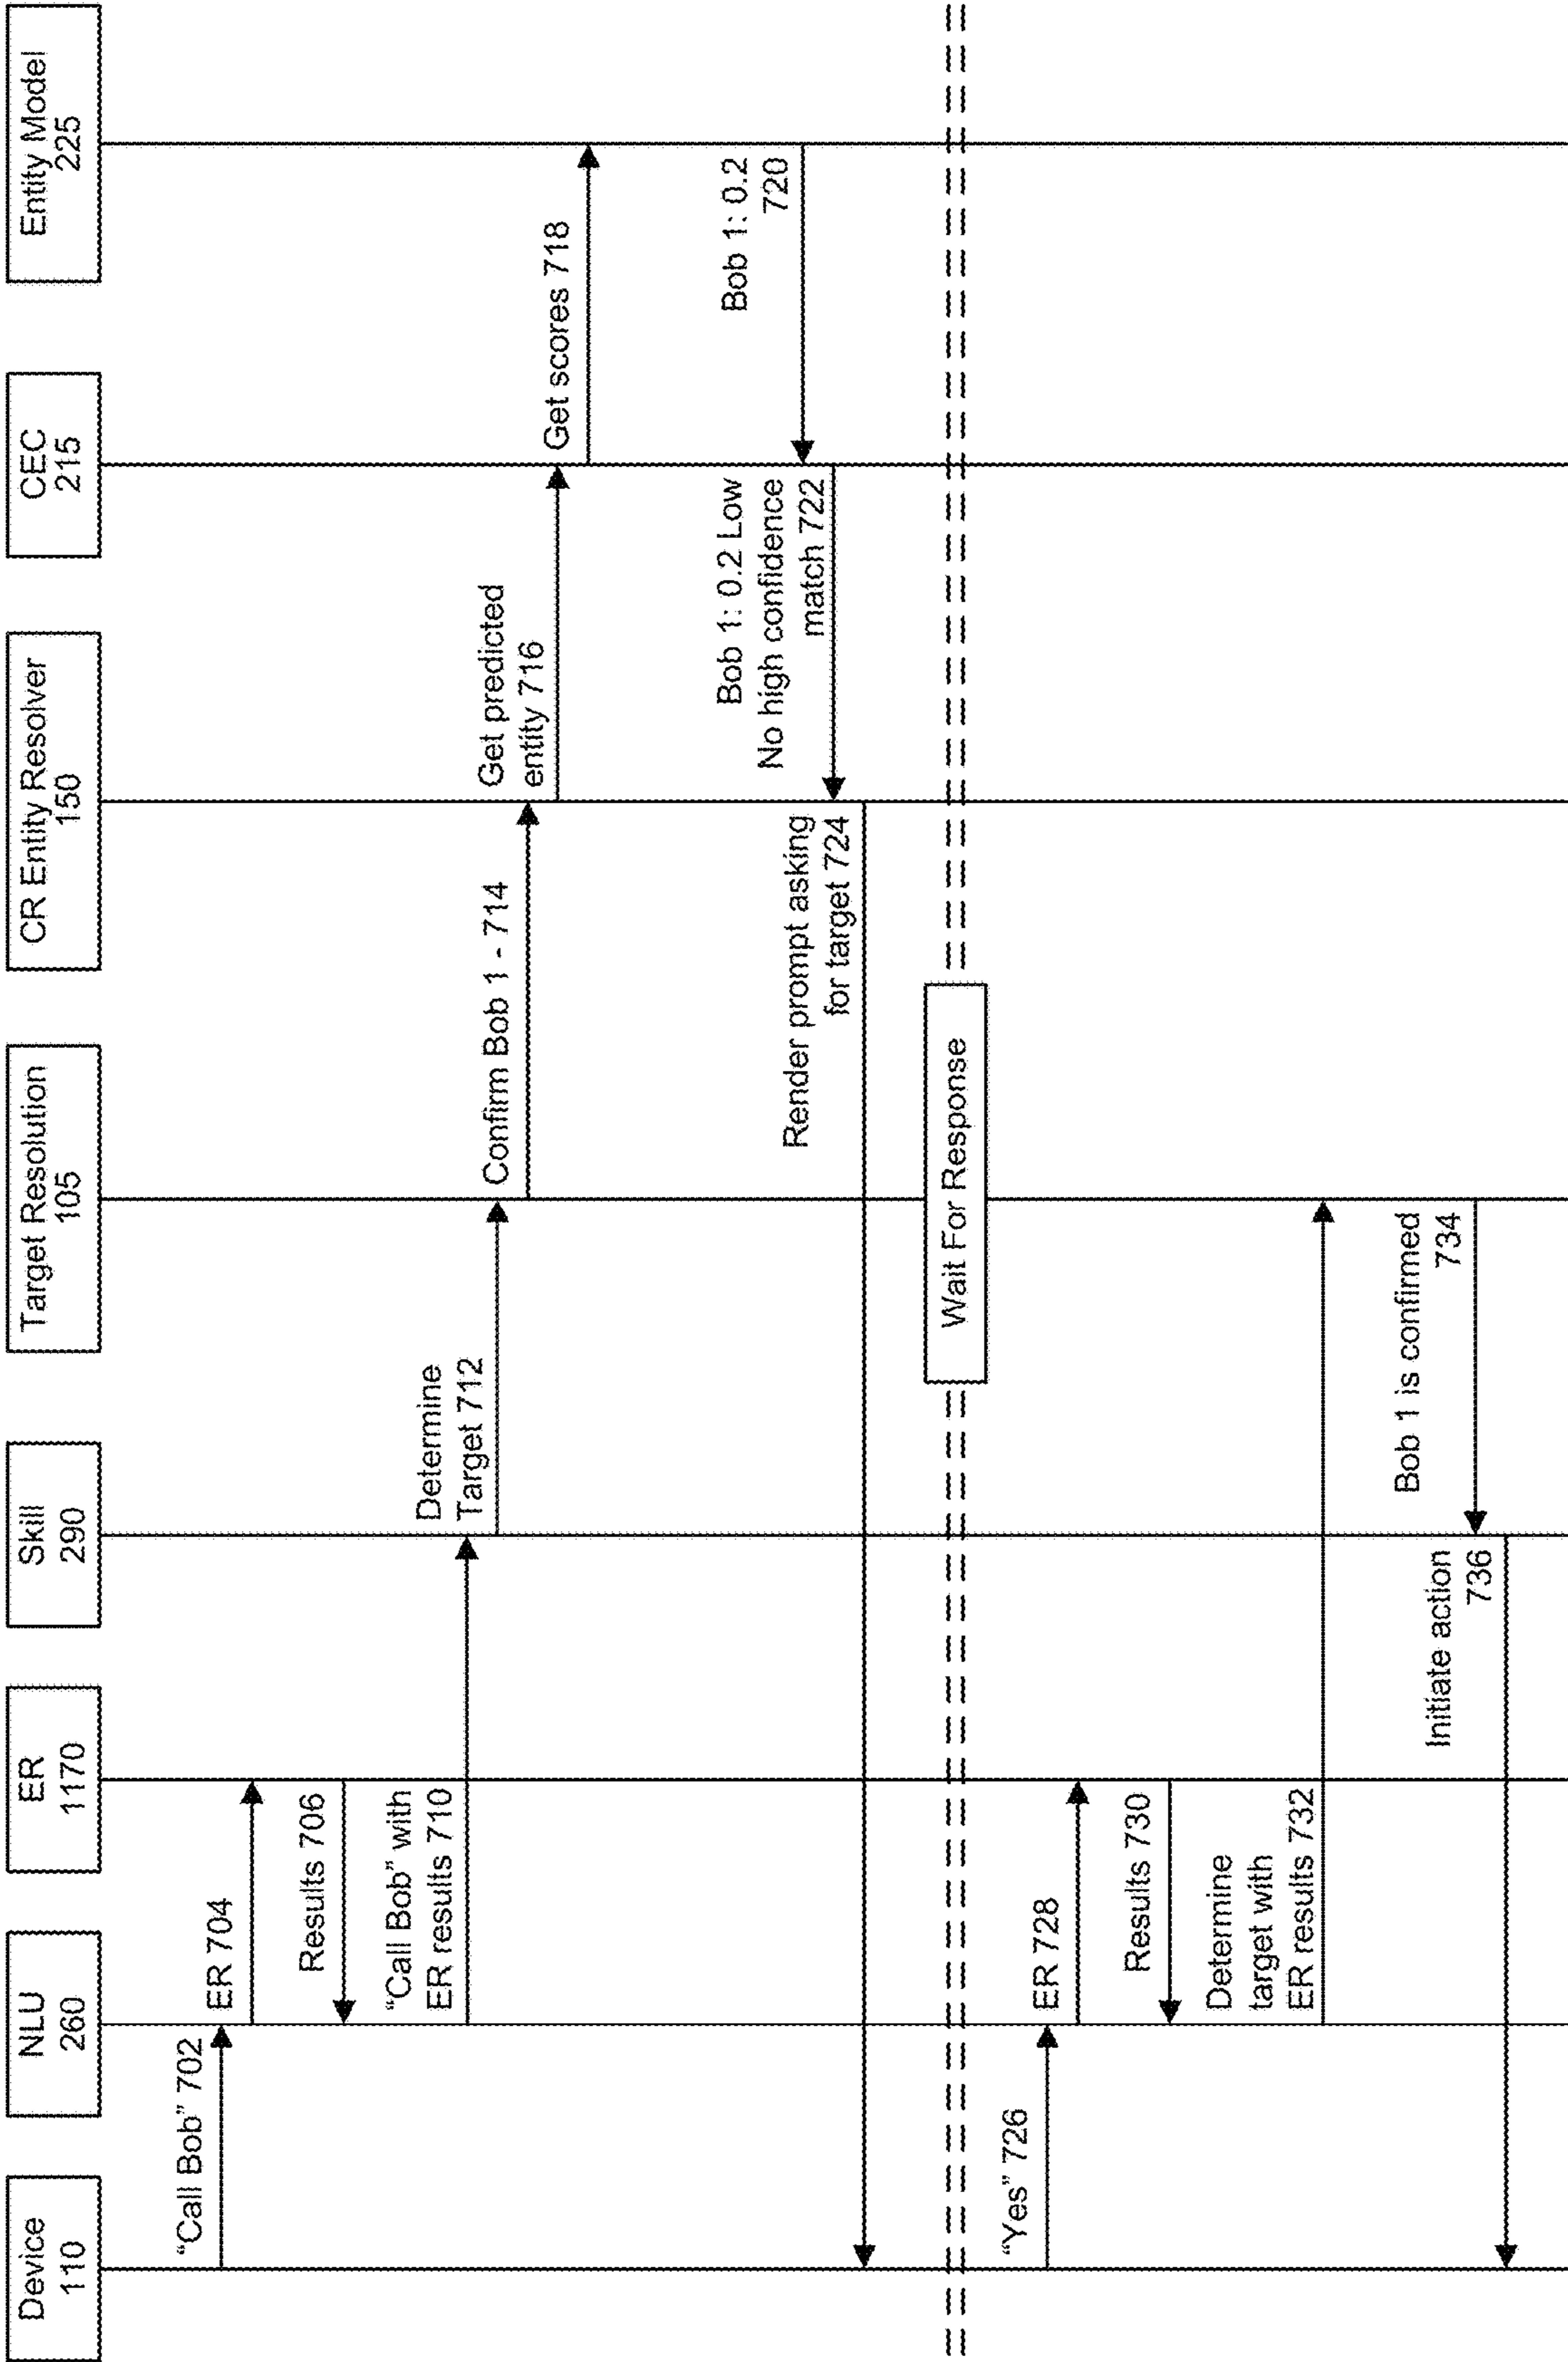 Device
110
NLU
260
ER
1170
Skill
290
Target Resolution
105
CR Entity Resolver
150
CEC
215
Entity Model
225
“Call Bob” 702
ER 704
Results 706
“Call Bob” with
ER results 710
Determine
Target 712
Confirm Bob 1 - 714
Get predicted
entity 716
Get scores 718
Bob 1: 0.2
720
Bob 1: 0.2 Low
No high confidence
match 722
Render prompt asking
for target 724
Wait For Response
“Yes” 726
ER 728
Results 730
Determine
target with
ER results 732
Bob 1 is confirmed
734
Initiate action
736